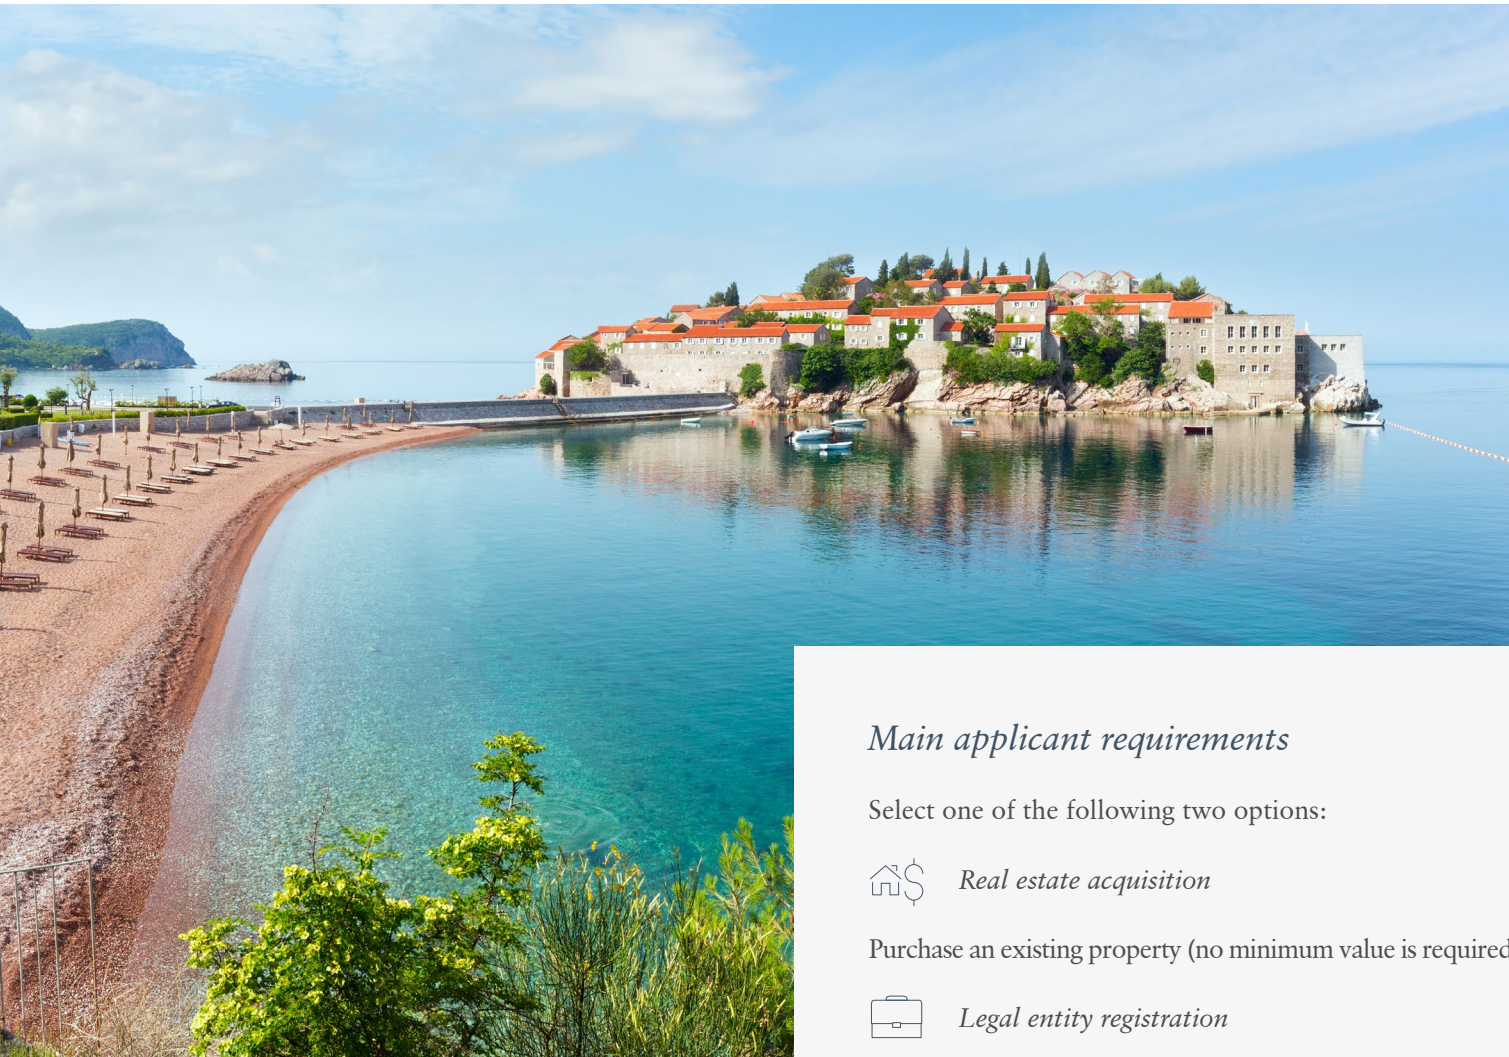 Main applicant requirements
Select one of the following two options:
Real estate acquisition
Purchase an existing property (no minimum value is required
Legal entity registration